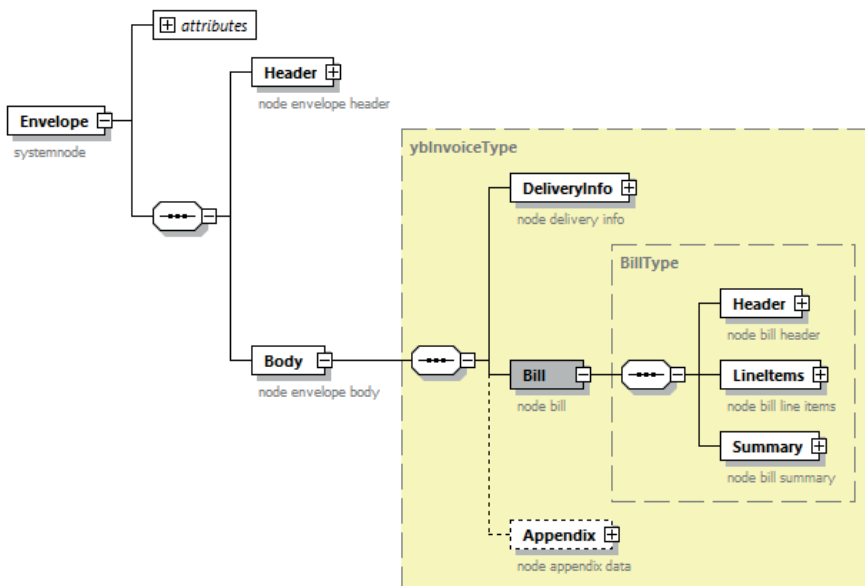 attributes
Header
node envelope header
Envelope
systemnode
ybInvoiceType
DeliveryInfo
node delivery info
BillType
Header
node bill header
Body
node envelope body
Bill
node bill
LineItems
node bill line items
Summary
node bill summary
Appendix
node appendix data